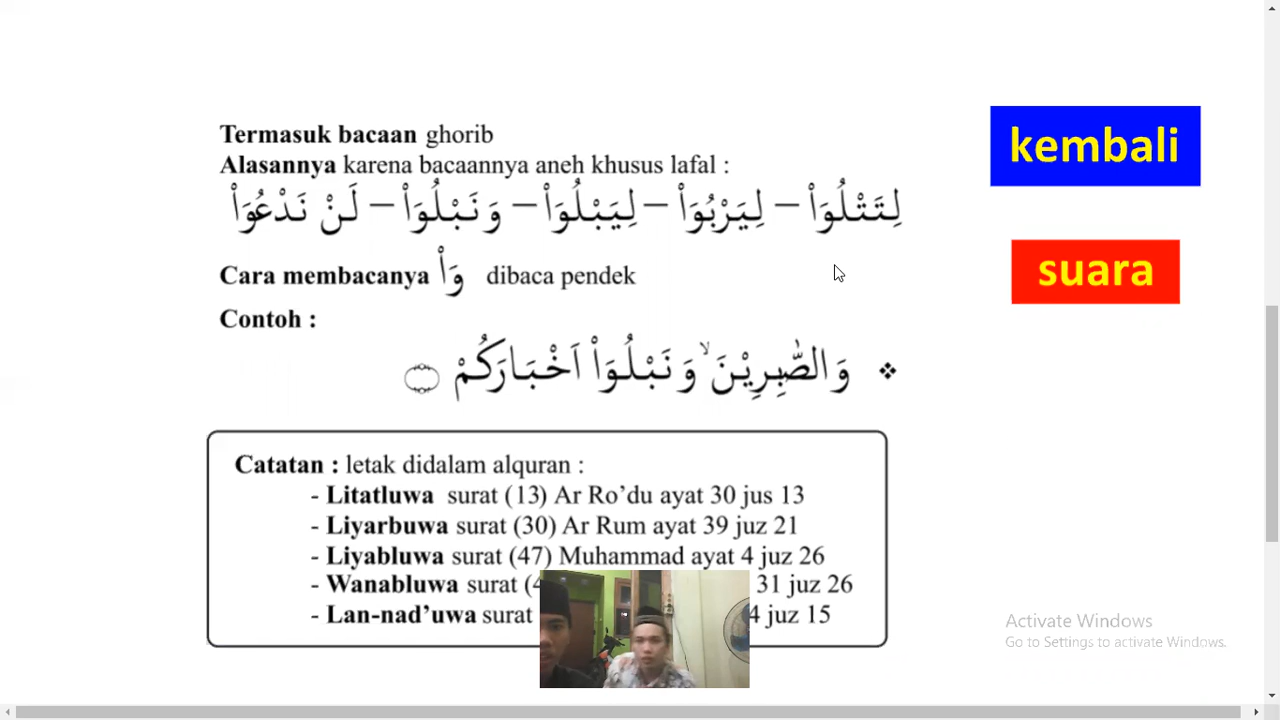 Termasuk bacaan ghorib
Alasannya karena bacaannya aneh khusus lafal :
لِتَتْلُوَا۟ – لِيَرْبُوَا۟ – لِيَبْلُوَا۟ – وَنَبْلُوَا۟ – لَنْ نَدْعُوَا۟
Cara membacanya وَا۟ dibaca pendek
Contoh :
❖ وَالصّٰبِرِيْنَۙ وَنَبْلُوَا۟ اَخْبَارَكُمْ
Catatan : letak didalam alquran :
- Litatluwa surat (13) Ar Ro’du ayat 30 jus 13
- Liyarbuwa surat (30) Ar Rum ayat 39 juz 21
- Liyabluwa surat (47) Muhammad ayat 4 juz 26
- Wanabluwa surat (4 31 juz 26
- Lan-nad’uwa surat 4 juz 15
kembali
suara
Activate Windows
Go to Settings to activate Windows.